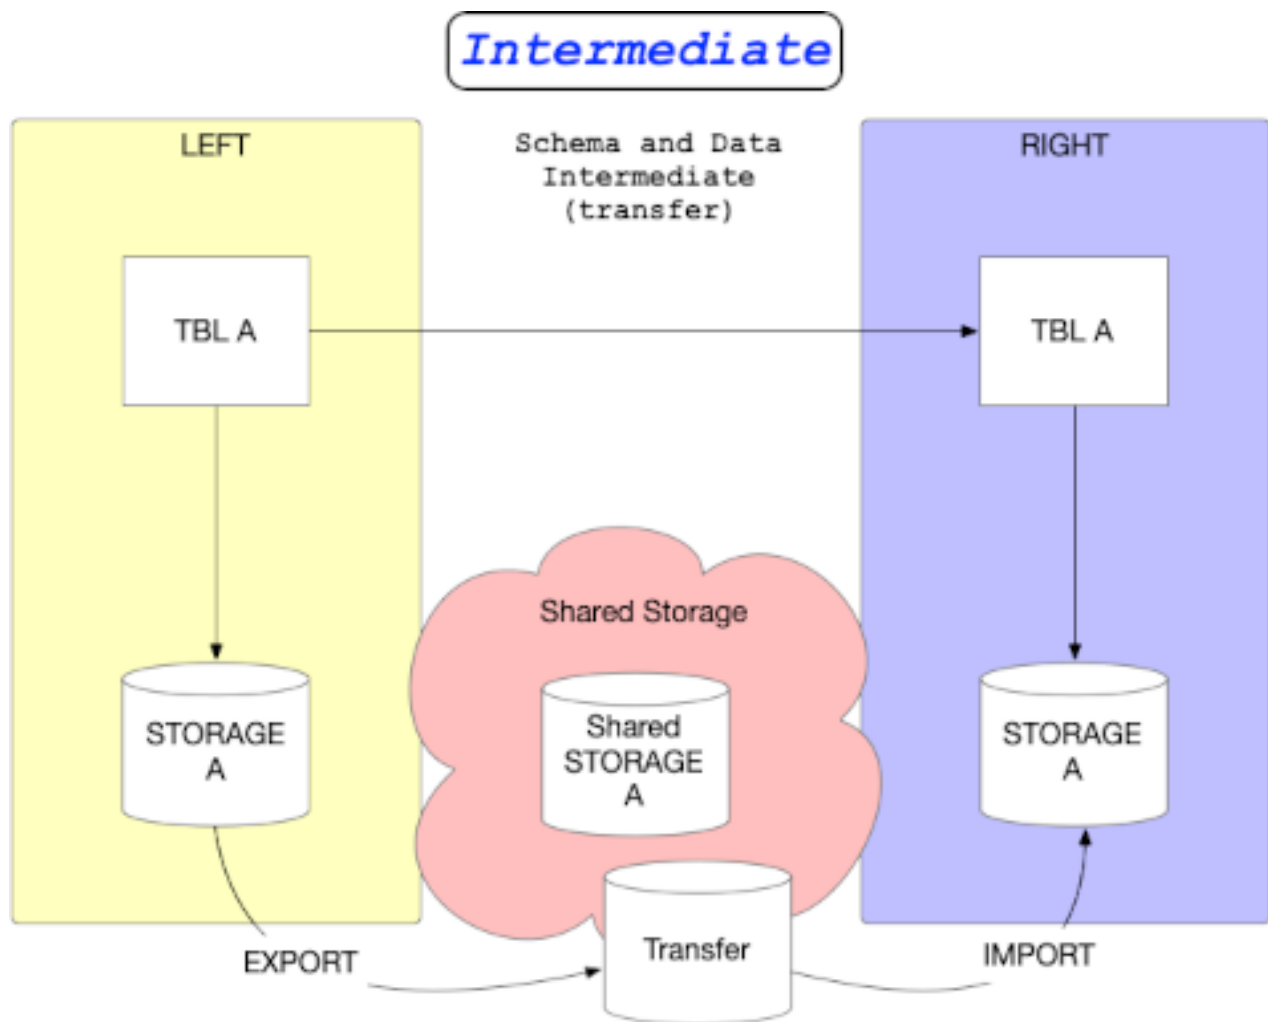 Intermediate
LEFT
Schema and Data
Intermediate
(transfer)
RIGHT
TBL A
TBL A
Shared Storage
STORAGE
A
Shared
STORAGE
A
STORAGE
A
Transfer
EXPORT
IMPORT